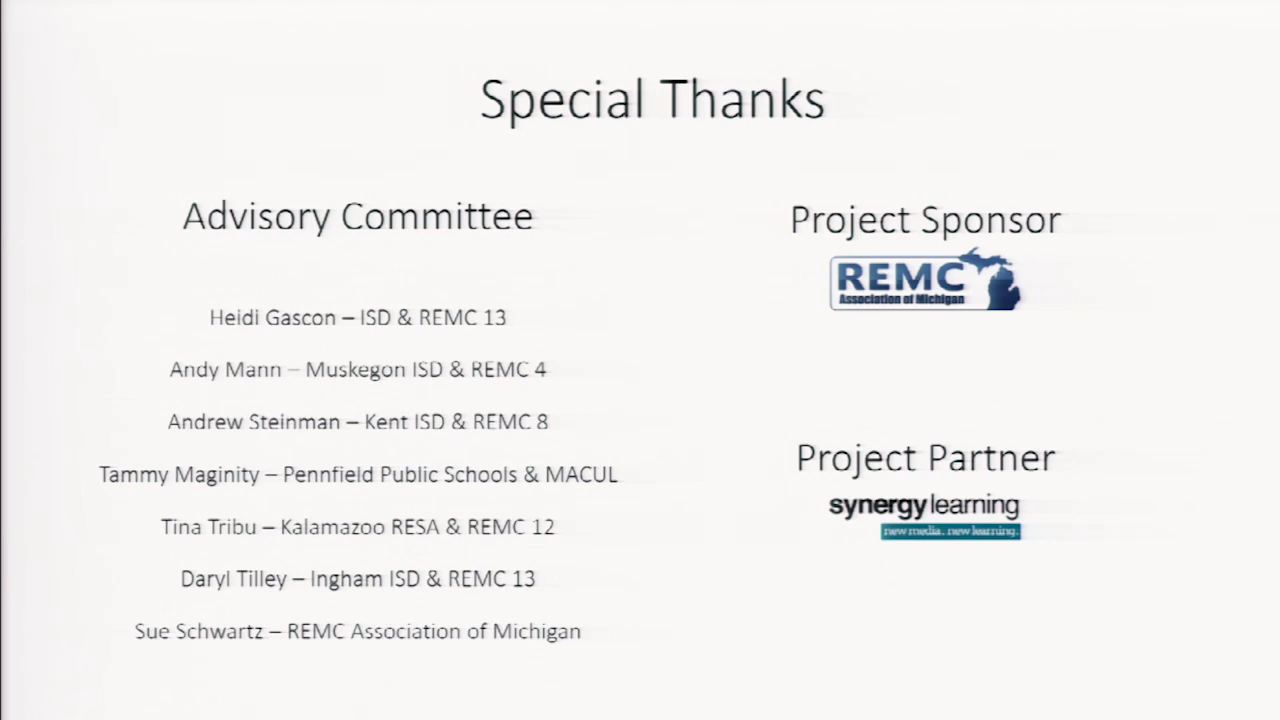 Special Thanks
Advisory Committee
Heidi Gascon – ISD & REMC 13
Andy Mann – Muskegon ISD & REMC 4
Andrew Steinman – Kent ISD & REMC 8
Tammy Maginity – Pennfield Public Schools & MACUL
Tina Tribu – Kalamazoo RESA & REMC 12
Daryl Tilley – Ingham ISD & REMC 13
Sue Schwartz – REMC Association of Michigan
Project Sponsor
REMC
Association of Michigan
Project Partner
synergylearning
new media. new learning.